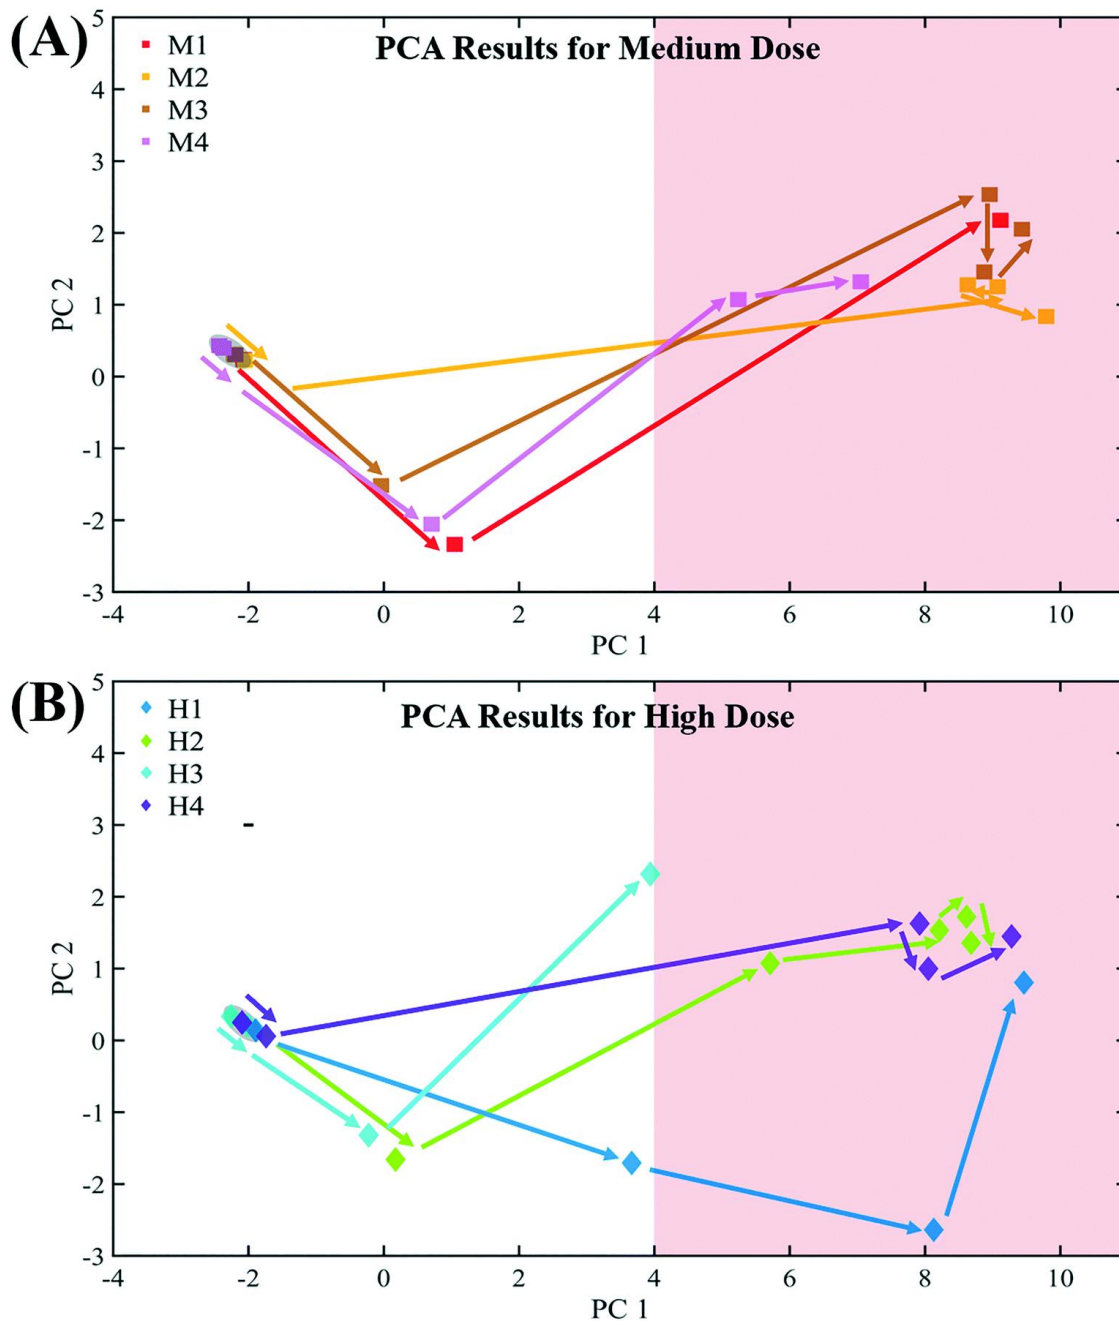 (A)
PCA Results for Medium Dose
M1
M2
M3
M4
5
4
3
2
1
0
-1
-2
-3
PC 2
-4 -2 0 2 4 6 8 10
PC 1
(B)
PCA Results for High Dose
H1
H2
H3
H4
5
4
3
2
1
0
-1
-2
-3
PC 2
-4 -2 0 2 4 6 8 10
PC 1